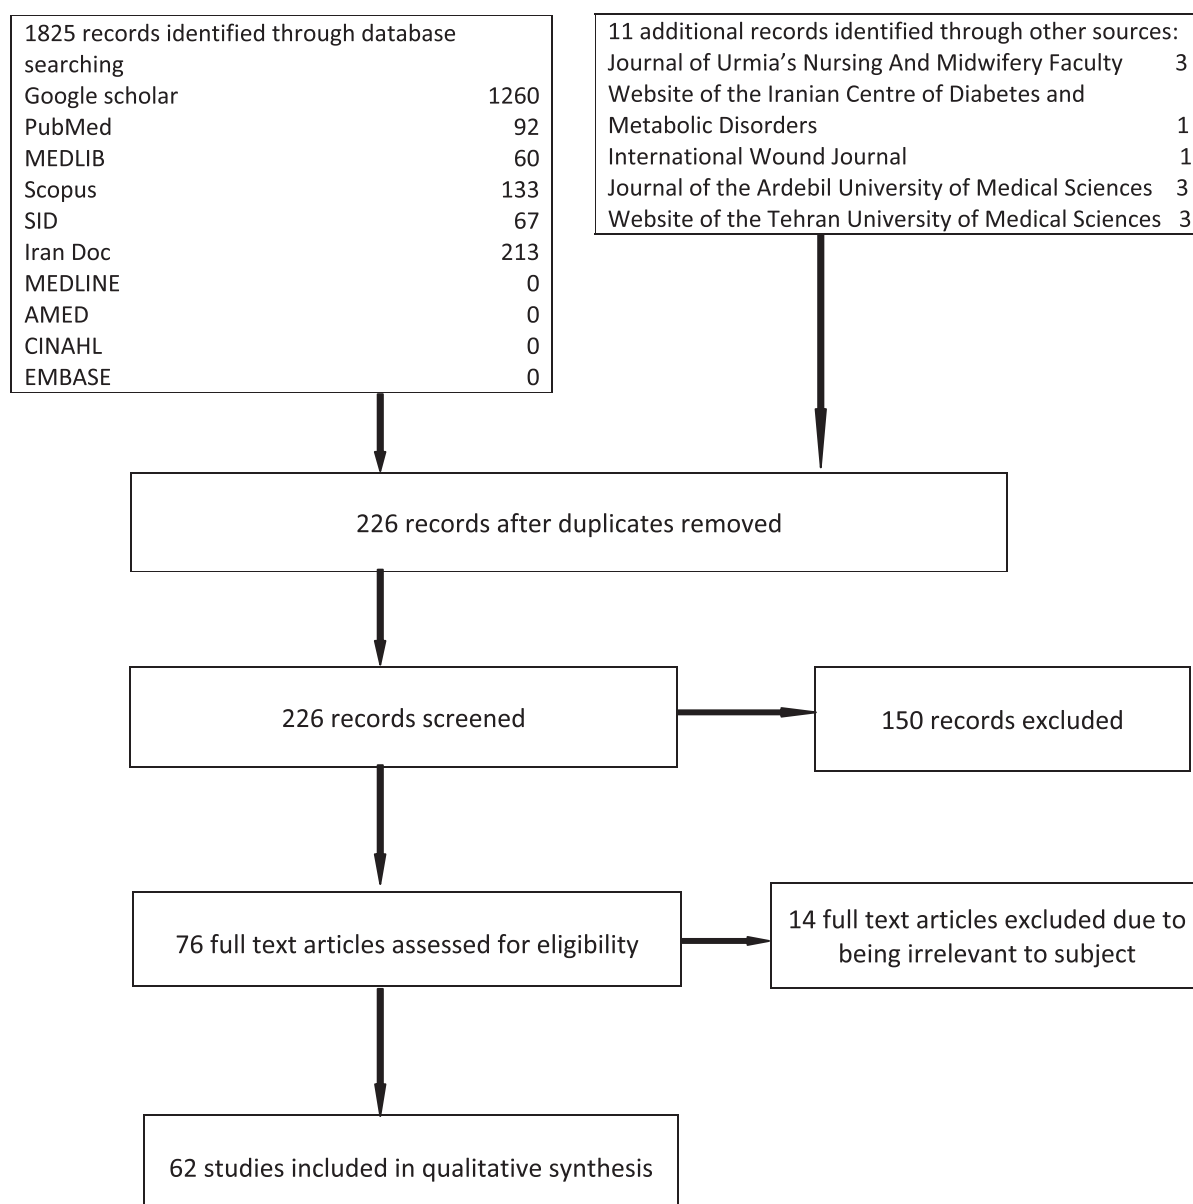 1825 records identified through database
searching
Google scholar 1260
PubMed 92
MEDLIB 60
Scopus 133
SID 67
Iran Doc 213
MEDLINE 0
AMED 0
CINAHL 0
EMBASE 0
11 additional records identified through other sources:
Journal of Urmia's Nursing And Midwifery Faculty 3
Website of the Iranian Centre of Diabetes and
Metabolic Disorders 1
International Wound Journal 1
Journal of the Ardebil University of Medical Sciences 3
Website of the Tehran University of Medical Sciences 3
226 records after duplicates removed
226 records screened
150 records excluded
76 full text articles assessed for eligibility
14 full text articles excluded due to
being irrelevant to subject
62 studies included in qualitative synthesis